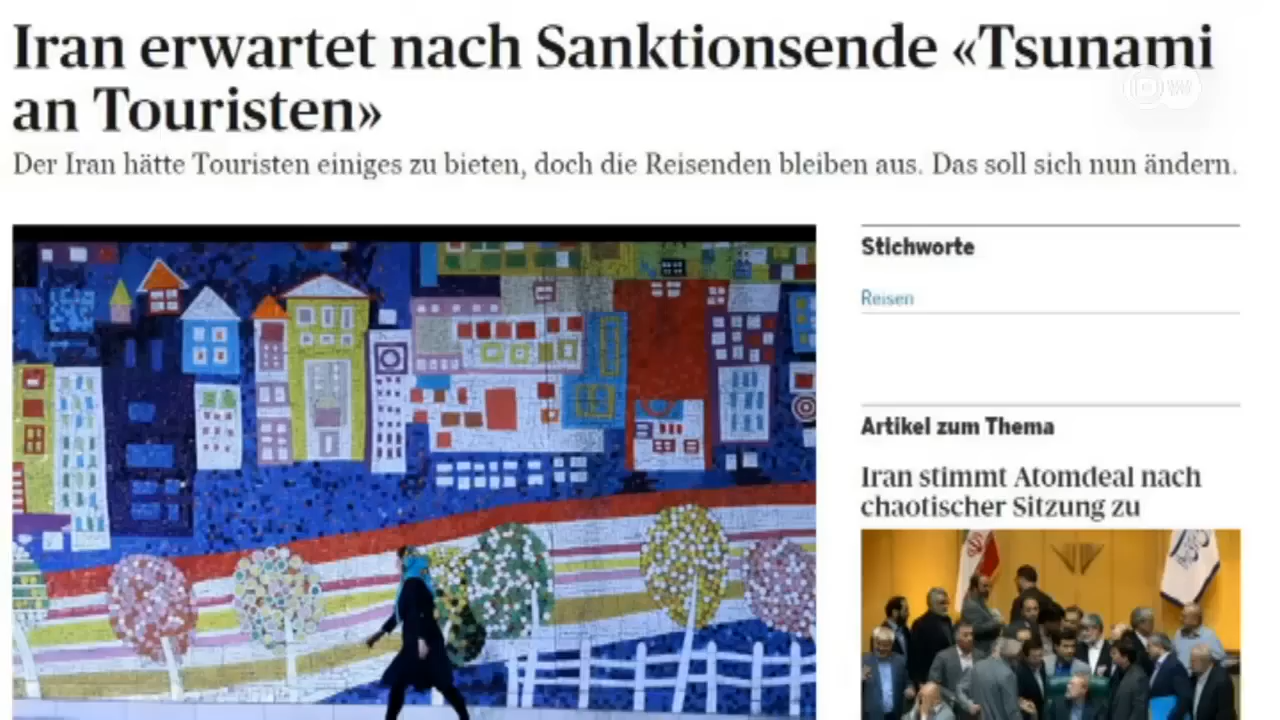 Iran erwartet nach Sanktionsende «Tsunami
an Touristen»
DW
Der Iran hätte Touristen einiges zu bieten, doch die Reisenden bleiben aus. Das soll sich nun ändern.
Stichworte
Reisen
Artikel zum Thema
Iran stimmt Atomdeal nach
chaotischer Sitzung zu